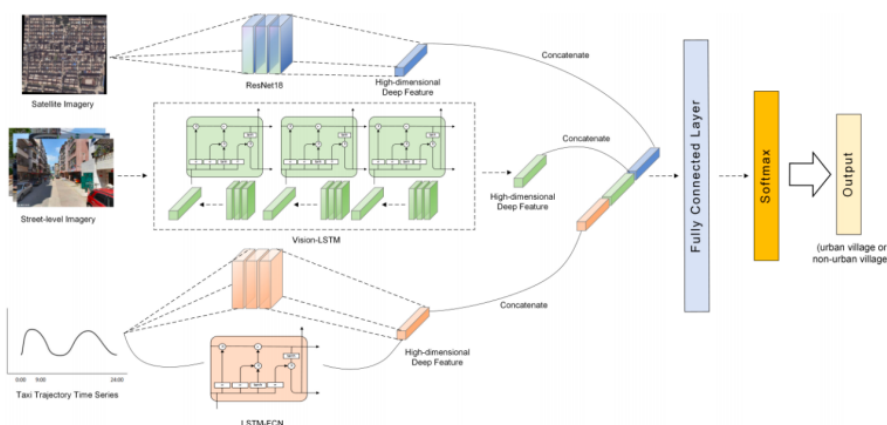 Satellite Imagery
ResNet18
High-dimensional
Deep Feature
Concatenate
Street-level Imagery
Vision-LSTM
High-dimensional
Deep Feature
Concatenate
0:00
9:00
24:00
Taxi Trajectory Time Series
LSTM-FCN
High-dimensional
Deep Feature
Concatenate
Fully Connected Layer
Softmax
Output
(urban village or
non-urban village